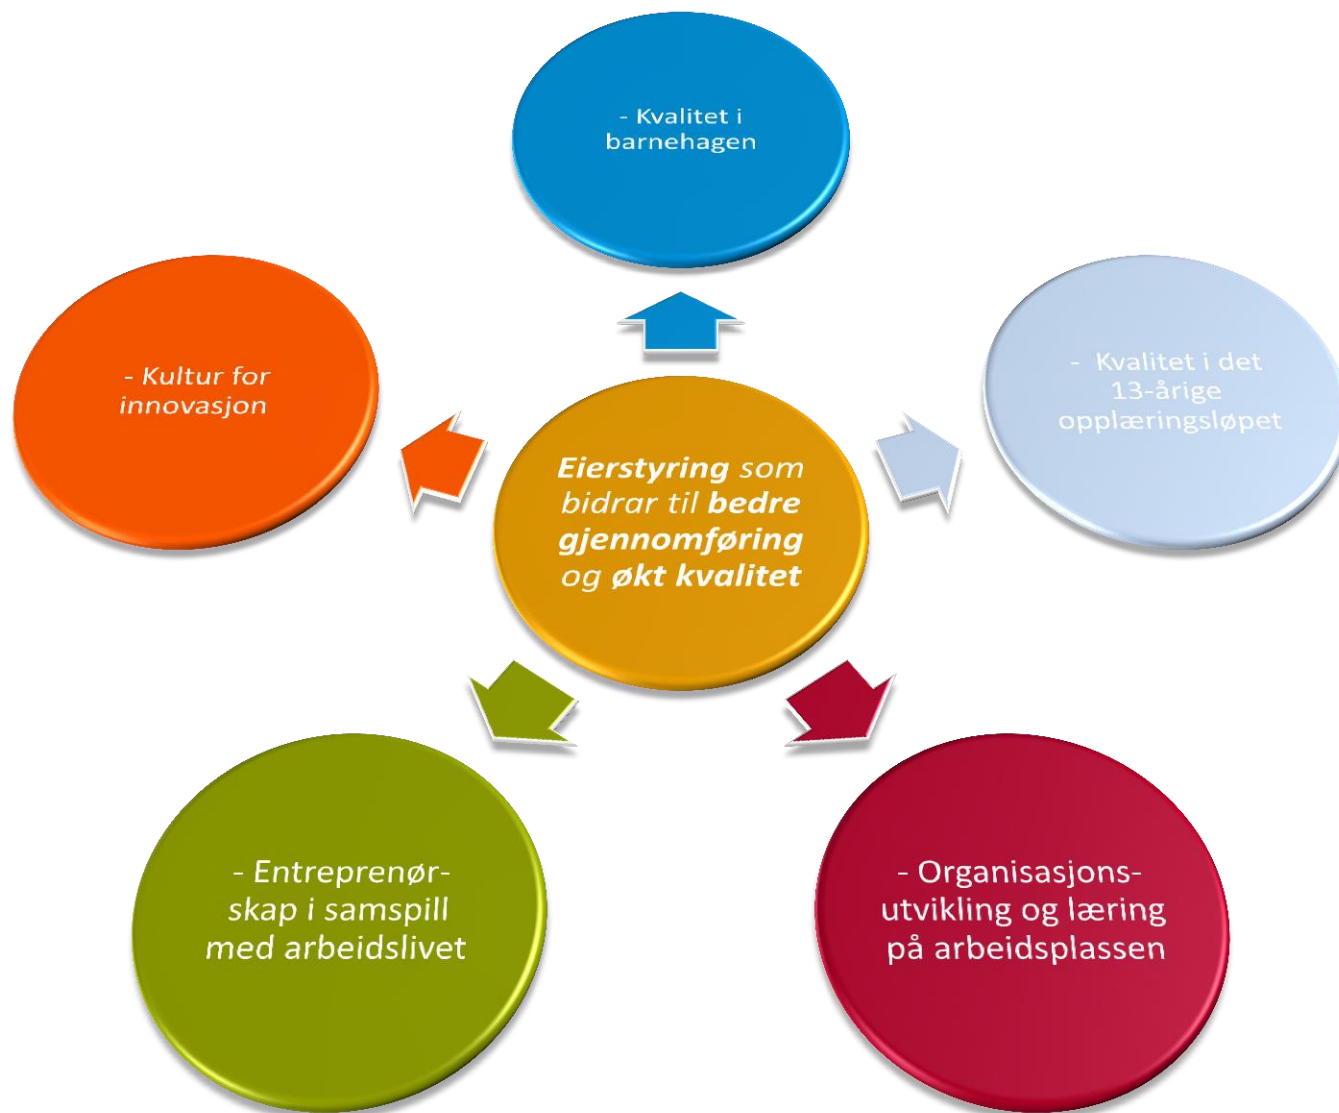 - Kvalitet i
barnehagen
- Kultur for
innovasjon
- Kvalitet i det
13-årige
opplæringsløpet
Eierstyring som
bidrar til bedre
gjennomføring
og økt kvalitet
- Entreprenør-
skap i samspill
med arbeidslivet
- Organisasjons-
utvikling og læring
på arbeidsplassen